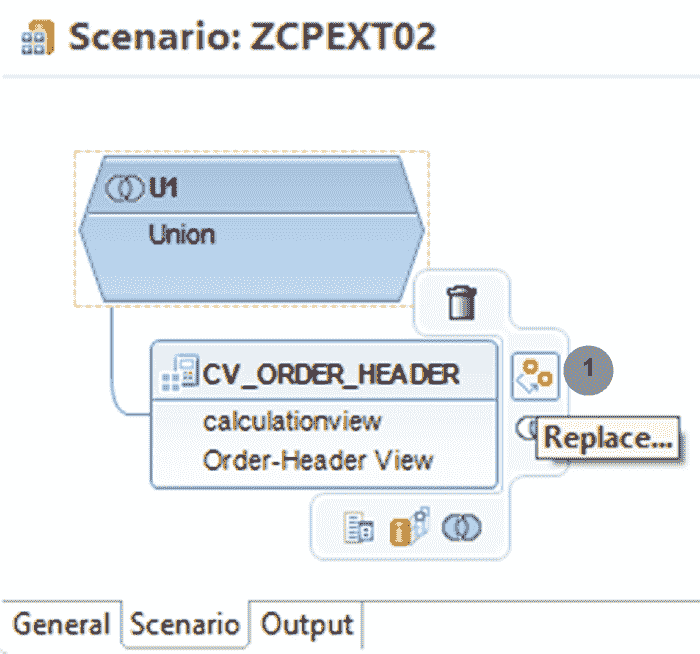 Scenario: ZCPEXT02
U1
Union
CV_ORDER_HEADER
1
calculationview
Replace...
Order-Header View
General Scenario Output